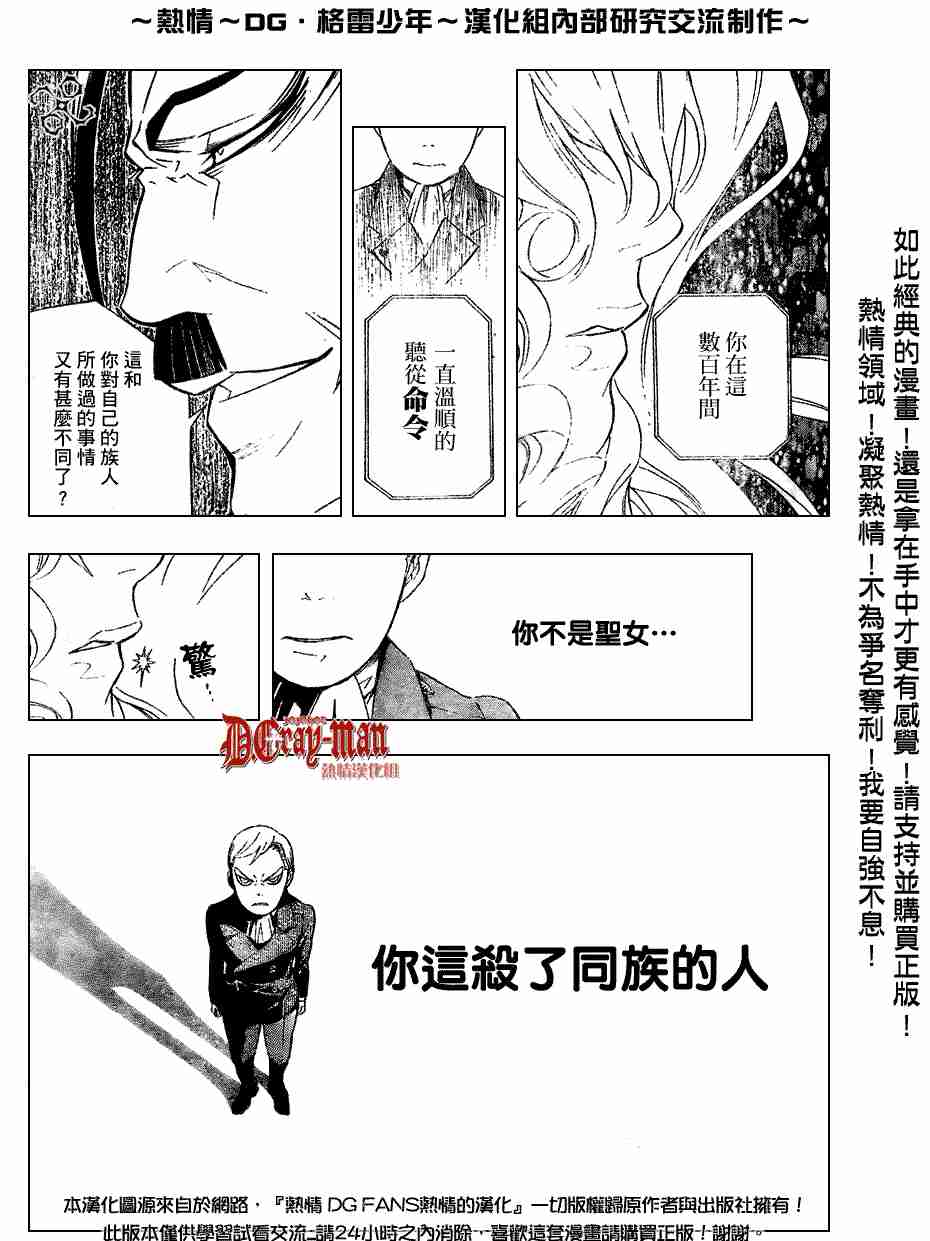 ～熱情～DG·格雷少年～漢化組內部研究交流制作～
你在這
數百年間
一直溫順的
聽從命令
這和
你對自己的族人
所做過的事情
又有甚麼不同了？
你不是聖女…
驚…
D.Gray-man
熱情漢化組
你這殺了同族的人
如此經典的漫畫！還是拿在手中才更有感覺！請支持並購買正版！
熱情領域！凝聚熱情！不為爭名奪利！我要自強不息！
本漢化圖源來自於網路，『熱情DG FANS熱情的漢化』一切版權歸原作者與出版社擁有！
此版本僅供學習試看交流-請24小時之內消除，喜歡這套漫畫請購買正版！謝謝。